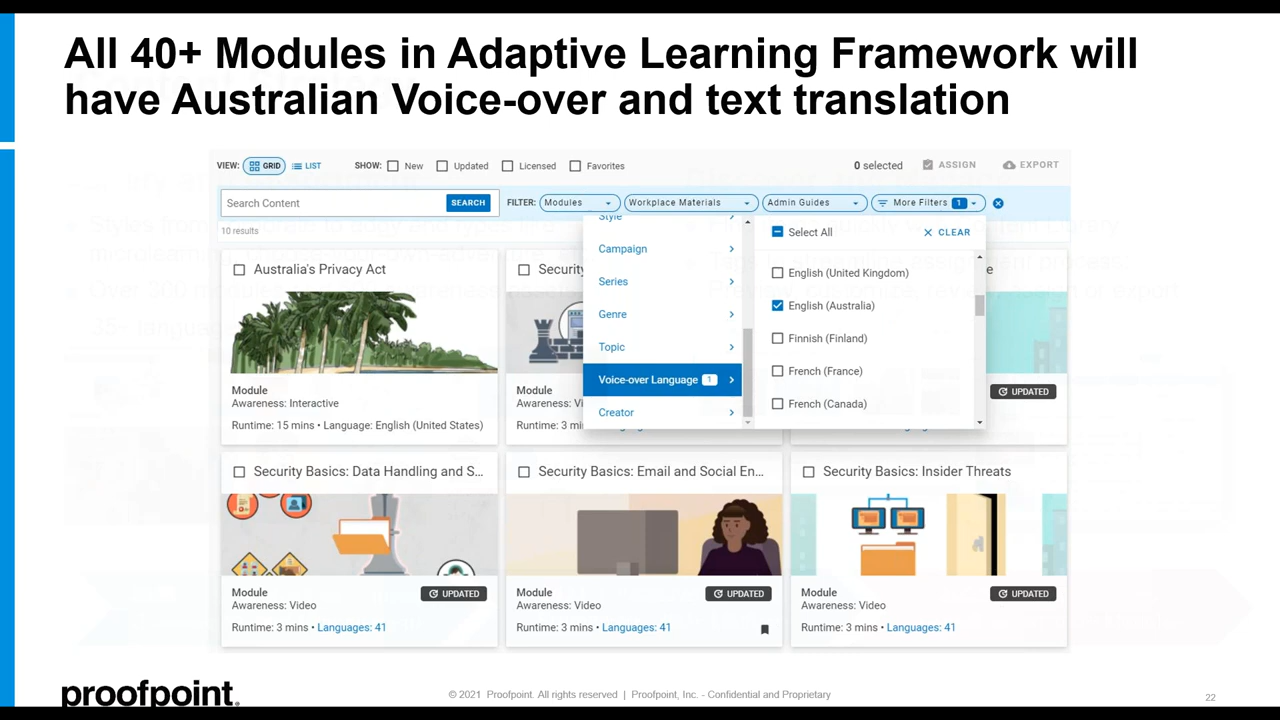 All 40+ Modules in Adaptive Learning Framework will
have Australian Voice-over and text translation
VIEW: GRID LIST SHOW: New Updated Licensed Favorites 0 selected ASSIGN EXPORT
Search Content SEARCH FILTER: Modules Workplace Materials Admin Guides More Filters 1
10 results
Style
Campaign
Series
Genre
Topic
Voice-over Language 1
Creator
Select All CLEAR
English (United Kingdom)
English (Australia)
Finnish (Finland)
French (France)
French (Canada)
Australia's Privacy Act
Module
Awareness: Interactive
Runtime: 15 mins • Language: English (United States)
Module
Runtime: 3 min
UPDATED
Security Basics: Data Handling and S...
Module UPDATED
Awareness: Video
Runtime: 3 mins • Languages: 41
Security Basics: Email and Social En...
Module UPDATED
Awareness: Video
Runtime: 3 mins • Languages: 41
Security Basics: Insider Threats
Module UPDATED
Awareness: Video
Runtime: 3 mins • Languages: 41
proofpoint.
© 2021 Proofpoint. All rights reserved | Proofpoint, Inc. - Confidential and Proprietary
22